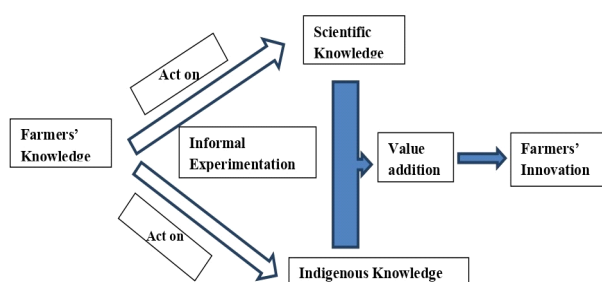 Scientific
Knowledge
Act on
Farmers’
Knowledge
Informal
Experimentation
Value
addition
Farmers’
Innovation
Act on
Indigenous Knowledge